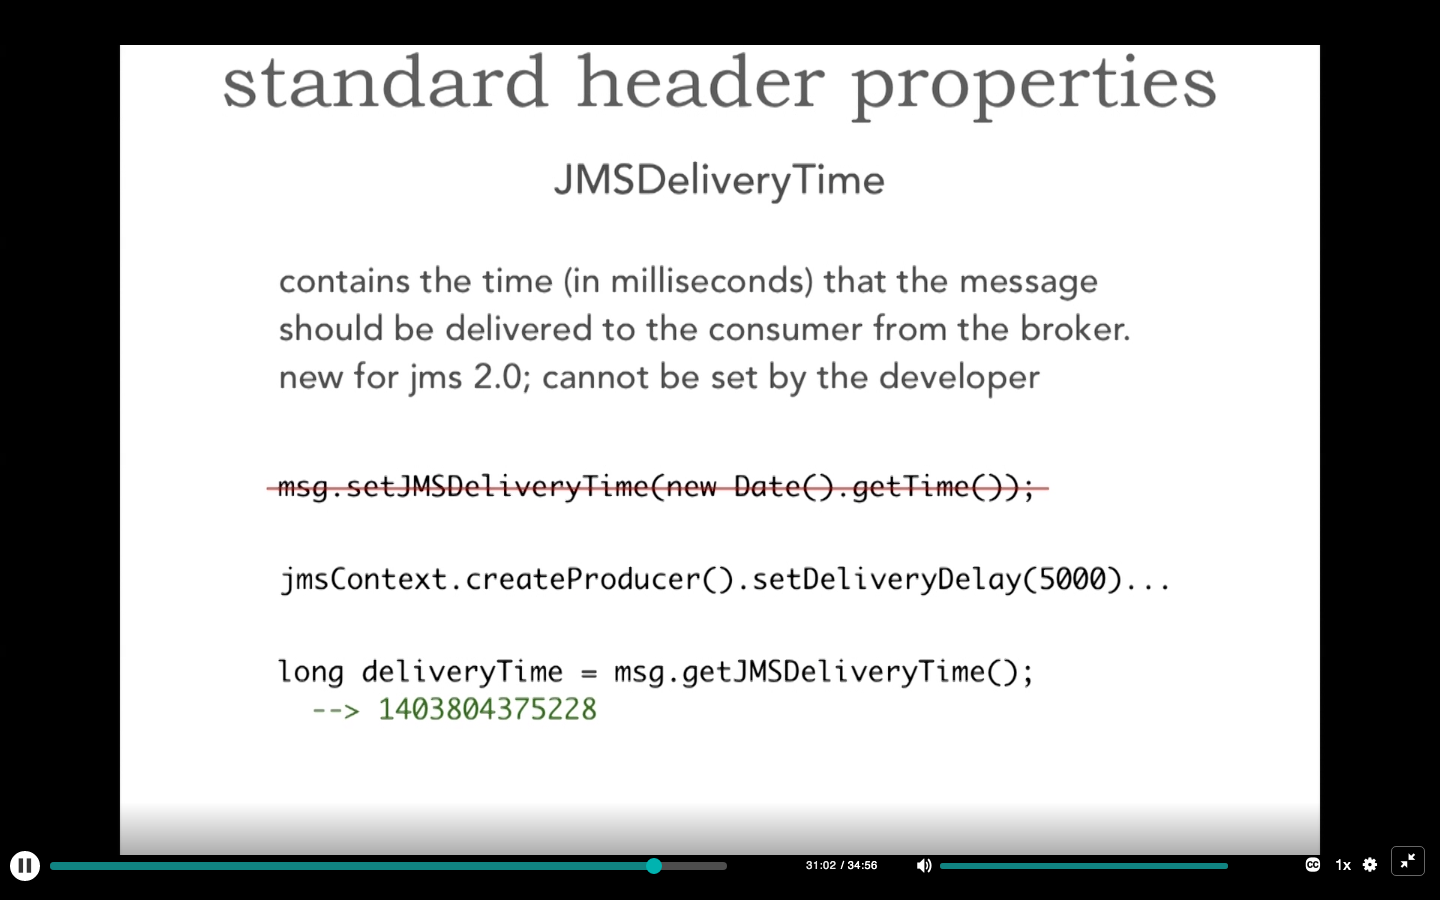 standard header properties
JMSDeliveryTime
contains the time (in milliseconds) that the message
should be delivered to the consumer from the broker.
new for jms 2.0; cannot be set by the developer
msg.setJMSDeliveryTime(new Date().getTime());
jmsContext.createProducer().setDeliveryDelay(5000)...
long deliveryTime = msg.getJMSDeliveryTime();
--> 1403804375228
31:02 / 34:56
CC
1x